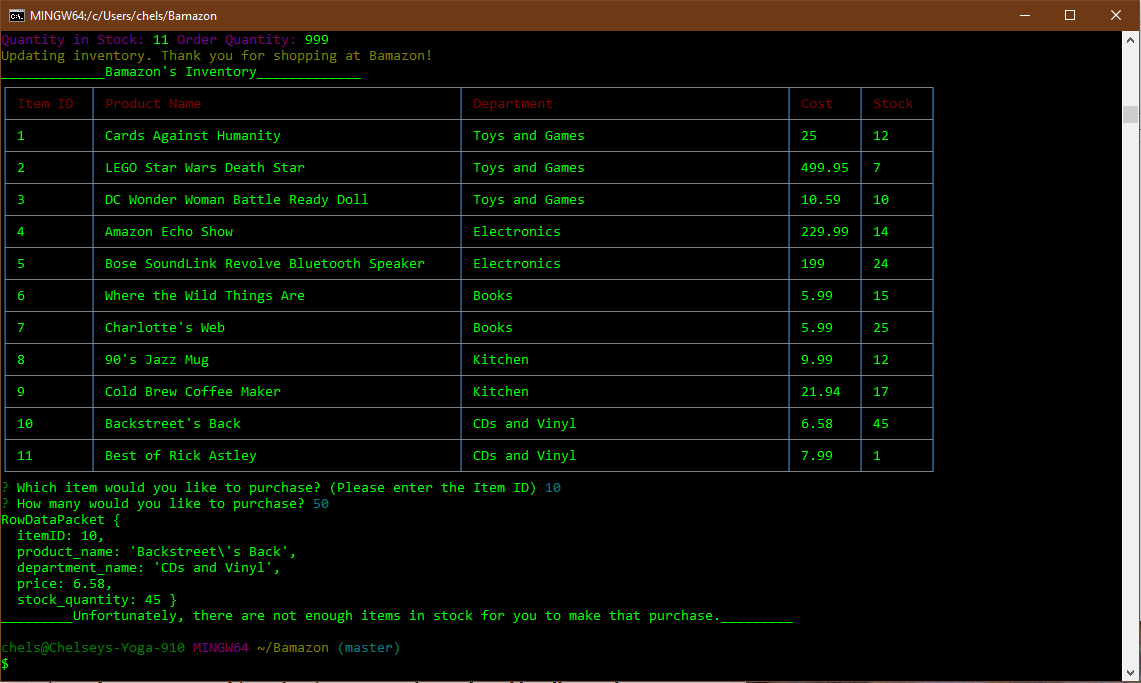 MINGW64:/c/Users/chels/Bamazon
Quantity in Stock: 11 Order Quantity: 999
Updating inventory. Thank you for shopping at Bamazon!
_____________Bamazon's Inventory_____________
Item ID Product Name Department Cost Stock
1 Cards Against Humanity Toys and Games 25 12
2 LEGO Star Wars Death Star Toys and Games 499.95 7
3 DC Wonder Woman Battle Ready Doll Toys and Games 10.59 10
4 Amazon Echo Show Electronics 229.99 14
5 Bose SoundLink Revolve Bluetooth Speaker Electronics 199 24
6 Where the Wild Things Are Books 5.99 15
7 Charlotte's Web Books 5.99 25
8 90's Jazz Mug Kitchen 9.99 12
9 Cold Brew Coffee Maker Kitchen 21.94 17
10 Backstreet's Back CDs and Vinyl 6.58 45
11 Best of Rick Astley CDs and Vinyl 7.99 1
? Which item would you like to purchase? (Please enter the Item ID) 10
? How many would you like to purchase? 50
RowDataPacket {
  itemID: 10,
  product_name: 'Backstreet\'s Back',
  department_name: 'CDs and Vinyl',
  price: 6.58,
  stock_quantity: 45 }
_________Unfortunately, there are not enough items in stock for you to make that purchase._________
chels@Chelseys-Yoga-910 MINGW64 ~/Bamazon (master)
$